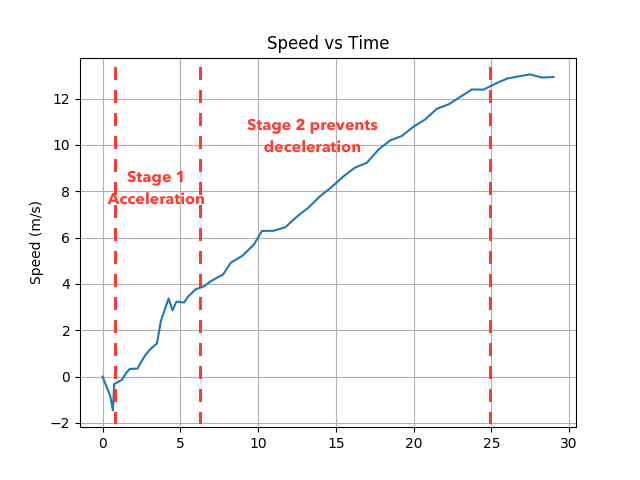 Speed vs Time
Speed (m/s)
12
10
8
6
4
2
0
−2
Stage 1
Acceleration
Stage 2 prevents
deceleration
0 5 10 15 20 25 30